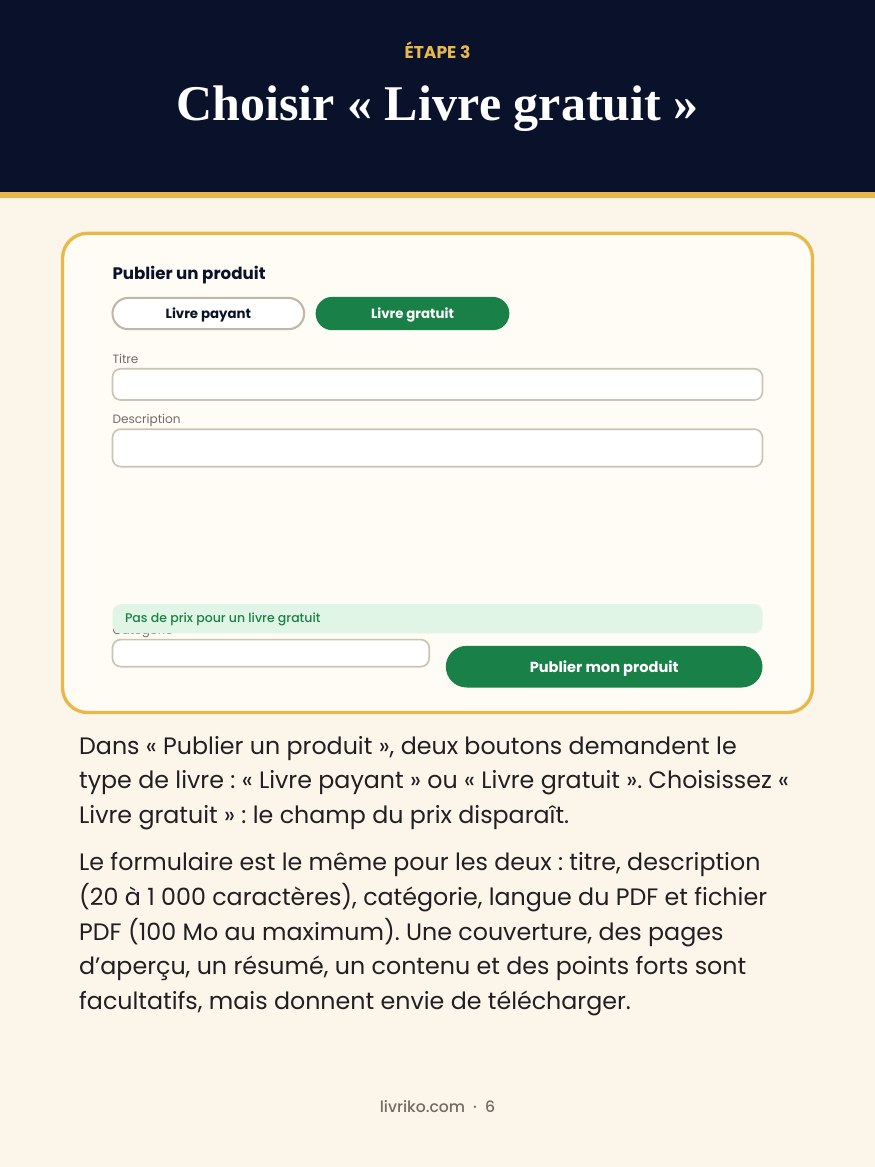 ÉTAPE 3
Choisir « Livre gratuit »
Publier un produit
Livre payant
Livre gratuit
Titre
Description
Pas de prix pour un livre gratuit
Publier mon produit
Dans « Publier un produit », deux boutons demandent le
type de livre : « Livre payant » ou « Livre gratuit ». Choisissez «
Livre gratuit » : le champ du prix disparaît.
Le formulaire est le même pour les deux : titre, description
(20 à 1 000 caractères), catégorie, langue du PDF et fichier
PDF (100 Mo au maximum). Une couverture, des pages
d’aperçu, un résumé, un contenu et des points forts sont
facultatifs, mais donnent envie de télécharger.
livriko.com · 6